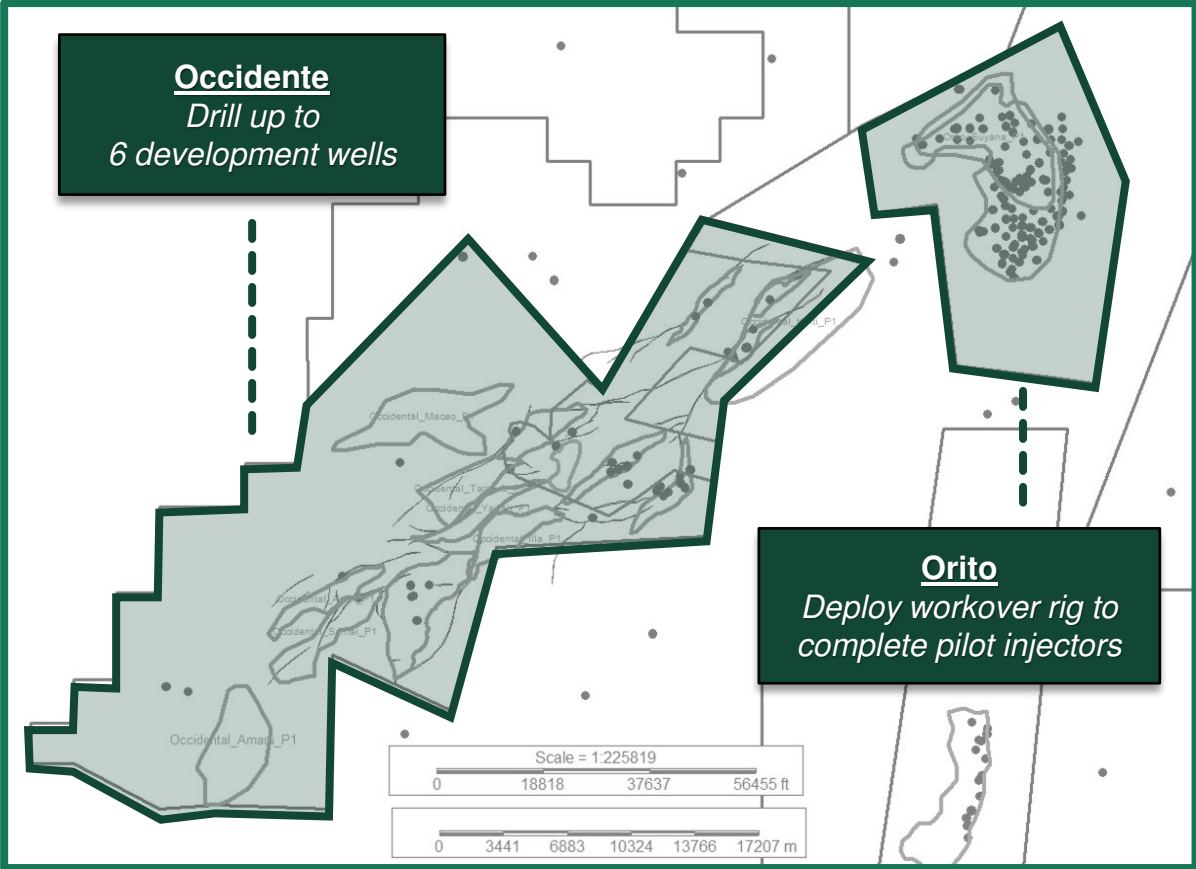 Occidente
Drill up to
6 development wells
Occidental_Macao_P
Occidental_Amaru_P1
Scale = 1:225819
0 18818 37637 56455 ft
0 3441 6883 10324 13766 17207 m
Orito
Deploy workover rig to
complete pilot injectors